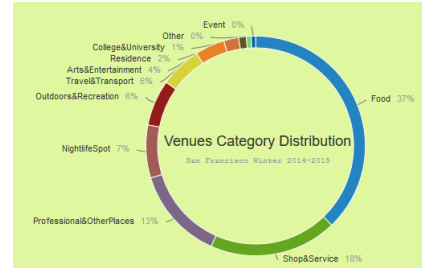 Event 0%
Other 0%
College&University 1%
Residence 2%
Arts&Entertainment 4%
Travel&Transport 6%
Outdoors&Recreation 6%
Food 37%
Venues Category Distribution
NightlifeSpot 7%
San Francisco Winter 2014-2015
Professional&OtherPlaces 13%
Shop&Service 18%